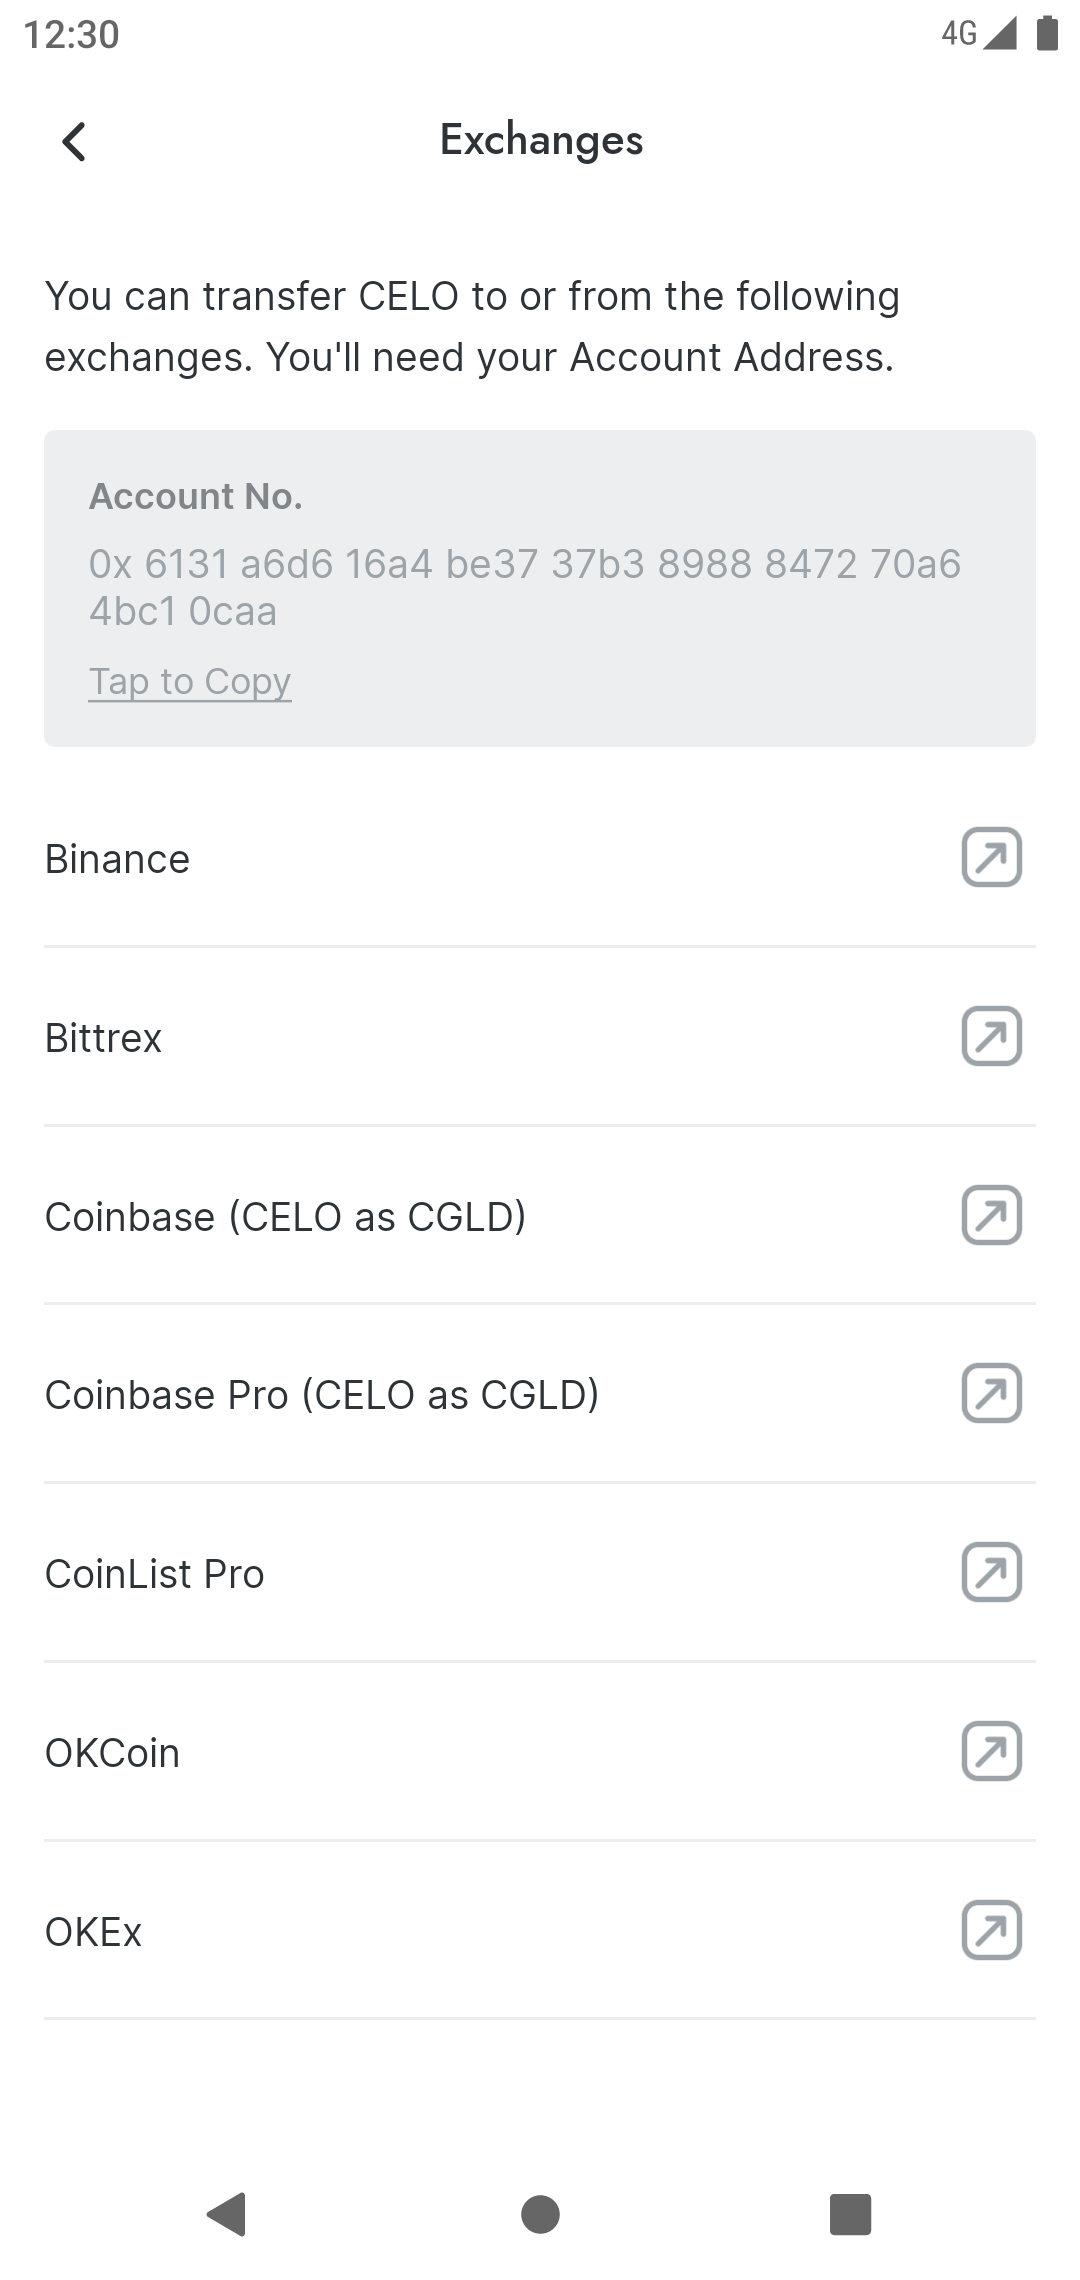 12:30
4G
Exchanges
You can transfer CELO to or from the following
exchanges. You'll need your Account Address.
Account No.
0x 6131 a6d6 16a4 be37 37b3 8988 8472 70a6
4bc1 0caa
Tap to Copy
Binance
Bittrex
Coinbase (CELO as CGLD)
Coinbase Pro (CELO as CGLD)
CoinList Pro
OKCoin
OKEx